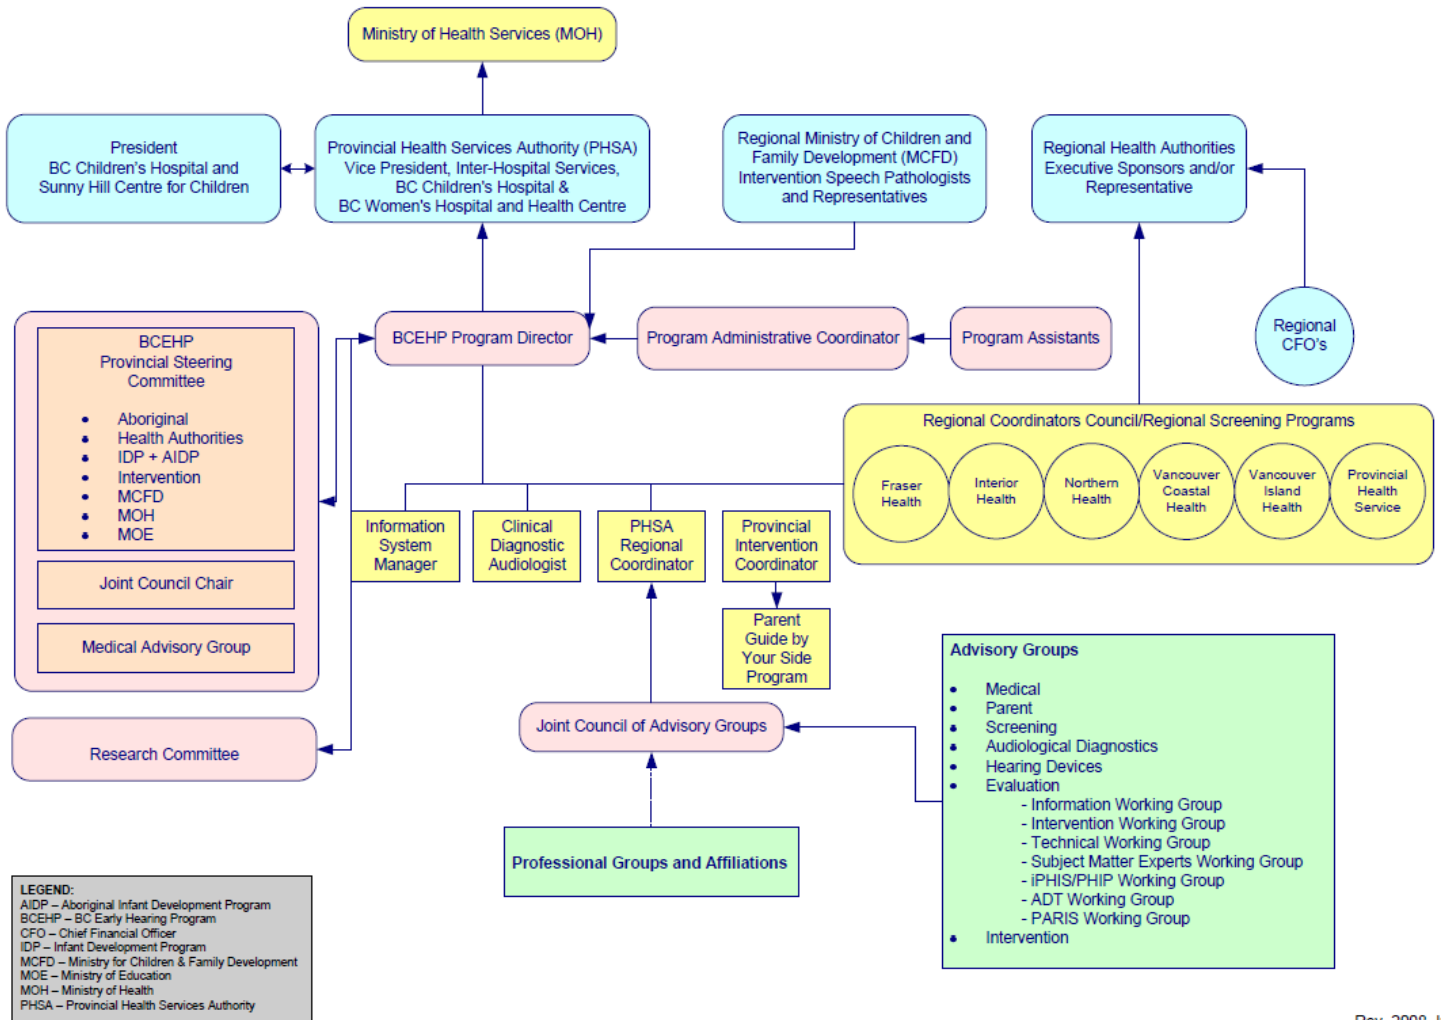 Ministry of Health Services (MOH)
President
BC Children's Hospital and
Sunny Hill Centre for Children
Provincial Health Services Authority (PHSA)
Vice President, Inter-Hospital Services,
BC Children's Hospital &
BC Women's Hospital and Health Centre
Regional Ministry of Children and
Family Development (MCFD)
Intervention Speech Pathologists
and Representatives
Regional Health Authorities
Executive Sponsors and/or
Representative
Regional
CFO's
BCEHP
Provincial Steering
Committee
• Aboriginal
• Health Authorities
• IDP + AIDP
• Intervention
• MCFD
• MOH
• MOE
Joint Council Chair
Medical Advisory Group
BCEHP Program Director
Program Administrative Coordinator
Program Assistants
Regional Coordinators Council/Regional Screening Programs
Fraser
Health
Interior
Health
Northern
Health
Vancouver
Coastal
Health
Vancouver
Island
Health
Provincial
Health
Service
Information
System
Manager
Clinical
Diagnostic
Audiologist
PHSA
Regional
Coordinator
Provincial
Intervention
Coordinator
Parent
Guide by
Your Side
Program
Research Committee
Joint Council of Advisory Groups
Professional Groups and Affiliations
Advisory Groups
• Medical
• Parent
• Screening
• Audiological Diagnostics
• Hearing Devices
• Evaluation
- Information Working Group
- Intervention Working Group
- Technical Working Group
- Subject Matter Experts Working Group
- iPHIS/PHIP Working Group
- ADT Working Group
- PARIS Working Group
• Intervention
LEGEND:
AIDP – Aboriginal Infant Development Program
BCEHP – BC Early Hearing Program
CFO – Chief Financial Officer
IDP – Infant Development Program
MCFD – Ministry for Children & Family Development
MOE – Ministry of Education
MOH – Ministry of Health
PHSA – Provincial Health Services Authority